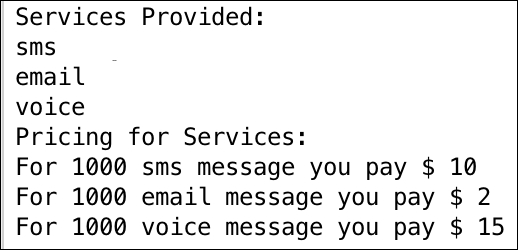 Services Provided:
sms
email
voice
Pricing for Services:
For 1000 sms message you pay $ 10
For 1000 email message you pay $ 2
For 1000 voice message you pay $ 15